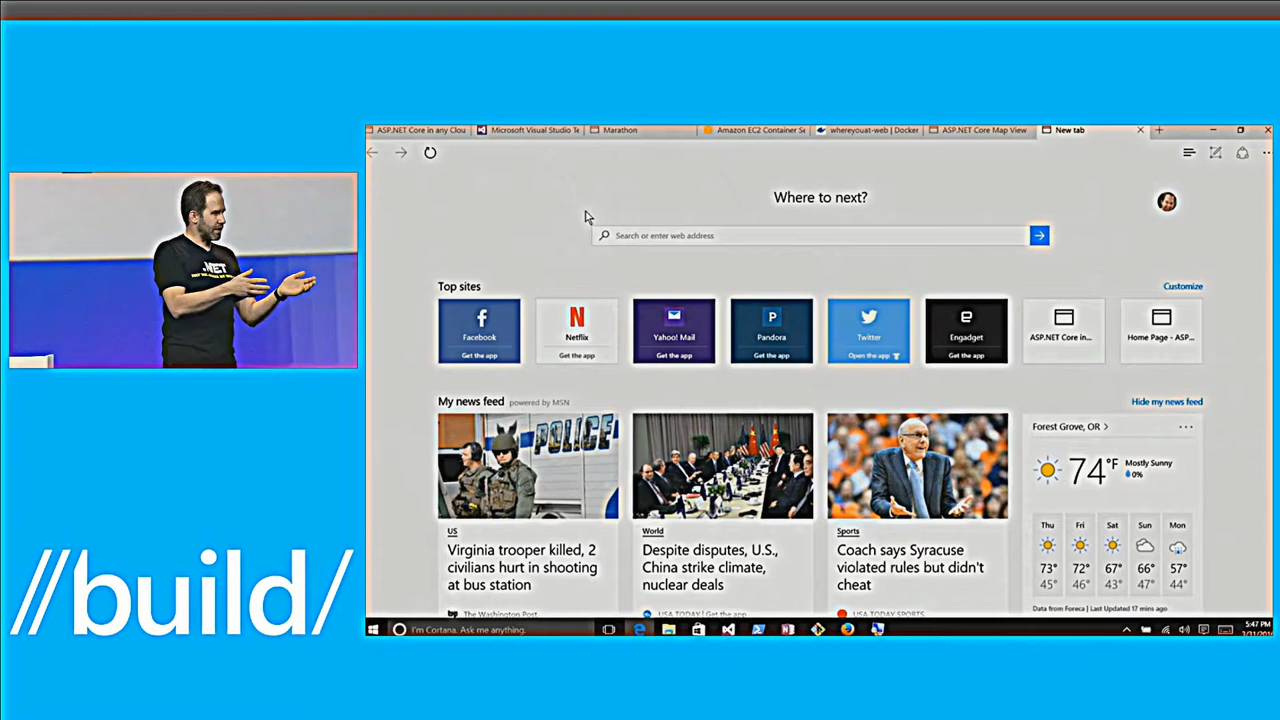 ASP.NET Core in any Clou
Microsoft Visual Studio Te
Marathon
Amazon EC2 Container Se
whereyouat-web | Docker
ASP.NET Core Map View
New tab
Where to next?
Search or enter web address
Top sites
Customize
Facebook
Get the app
Netflix
Get the app
Yahoo! Mail
Get the app
P
Pandora
Get the app
Twitter
Open the app
Engadget
Get the app
ASP.NET Core in...
Home Page - ASP...
My news feed powered by MSN
Hide my news feed
POLICE
US
Virginia trooper killed, 2
civilians hurt in shooting
at bus station
The Washington Post
World
Despite disputes, U.S.,
China strike climate,
nuclear deals
USA TODAY | Get the app
Sports
Coach says Syracuse
violated rules but didn't
cheat
USA TODAY SPORTS
Forest Grove, OR >
74°F
Mostly Sunny
0%
Thu Fri Sat Sun Mon
73° 72° 67° 66° 57°
45° 46° 43° 47° 44°
Data from Foreca | Last Updated 17 mins ago
I'm Cortana. Ask me anything.
5:47 PM
.NET
//build/